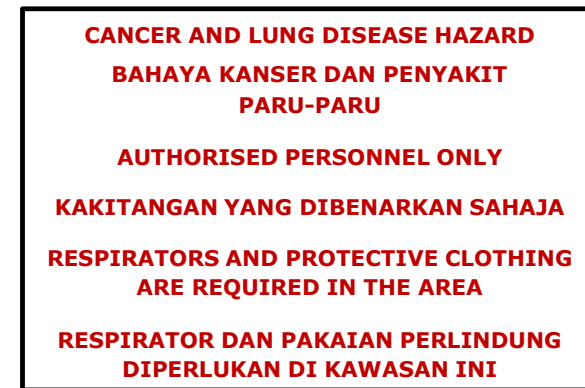 CANCER AND LUNG DISEASE HAZARD
BAHAYA KANSER DAN PENYAKIT
PARU-PARU
AUTHORISED PERSONNEL ONLY
KAKITANGAN YANG DIBENARKAN SAHAJA
RESPIRATORS AND PROTECTIVE CLOTHING
ARE REQUIRED IN THE AREA
RESPIRATOR DAN PAKAIAN PERLINDUNG
DIPERLUKAN DI KAWASAN INI